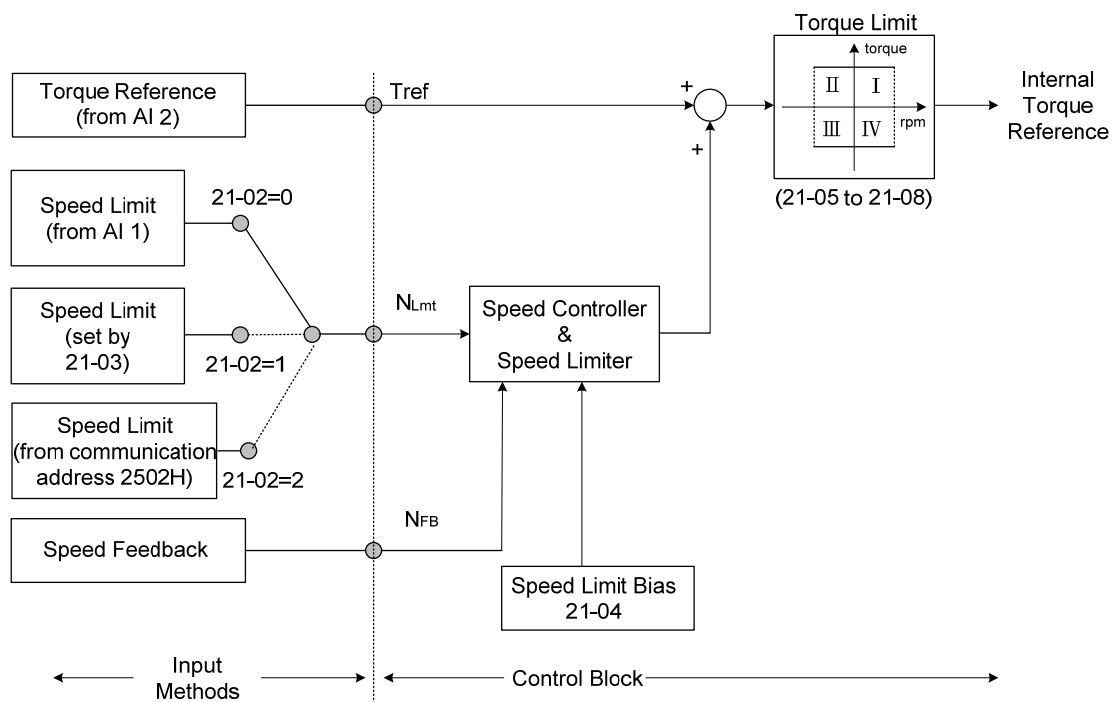 Torque Limit
torque
II
I
rpm
III
IV
(21-05 to 21-08)
Internal
Torque
Reference
Torque Reference
(from AI 2)
Tref
+
+
Speed Limit
(from AI 1)
21-02=0
Speed Limit
(set by
21-03)
21-02=1
NLmt
Speed Controller
&
Speed Limiter
Speed Limit
(from communication
address 2502H)
21-02=2
Speed Feedback
NFB
Speed Limit Bias
21-04
Input
Methods
Control Block